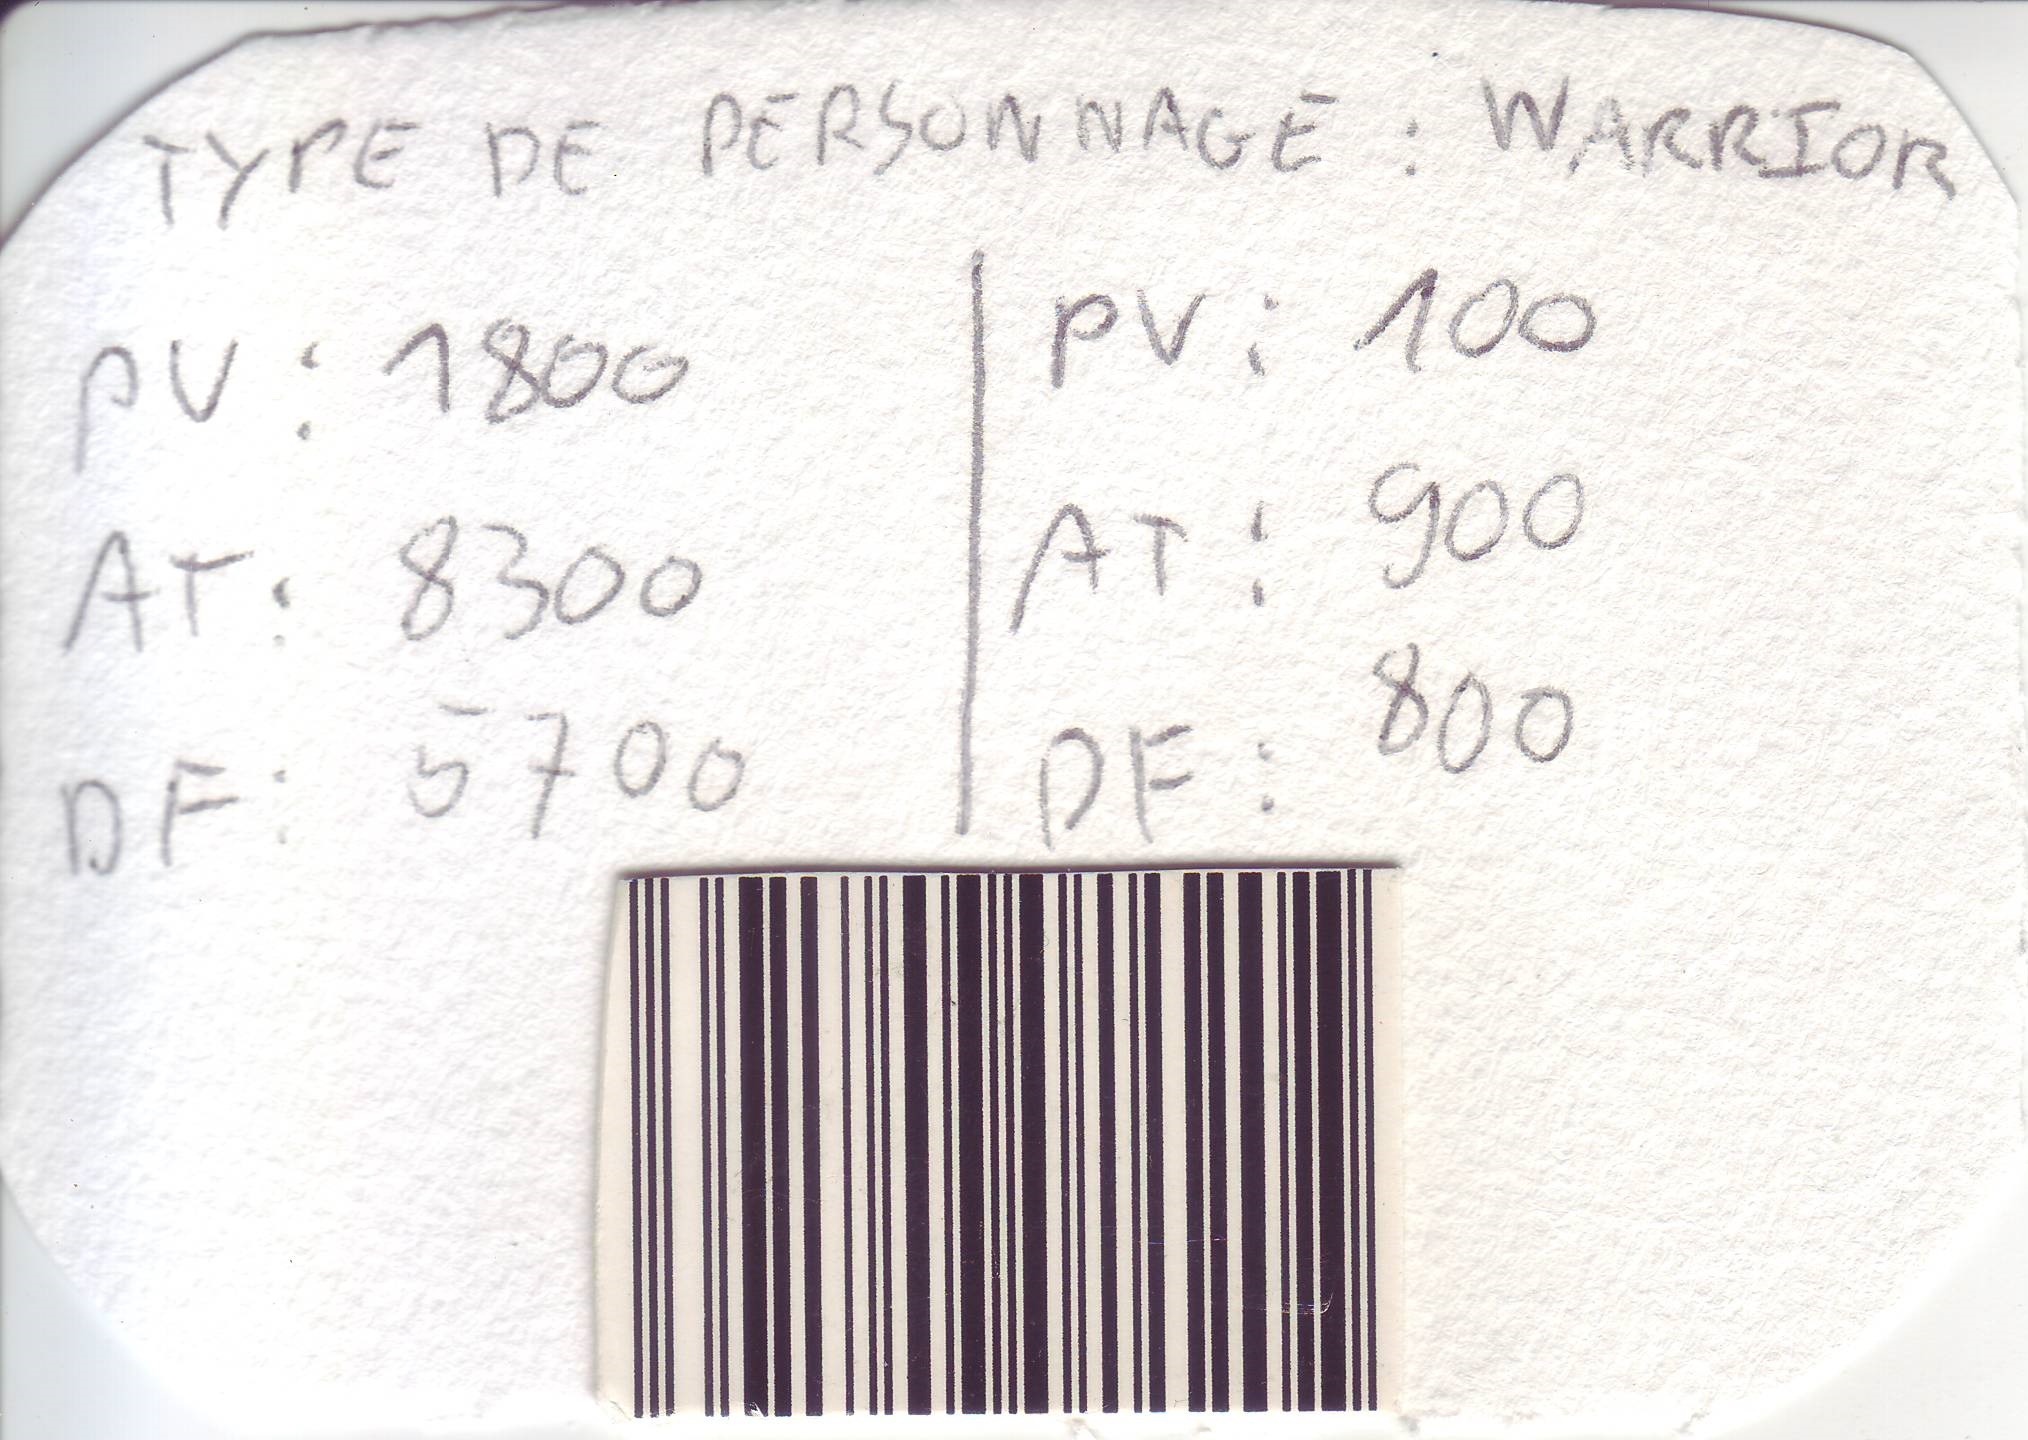 TYPE DE PERSONNAGE : WARRIOR
PV : 1800
AT : 8300
DF : 5700
PV : 100
AT : 900
DF : 800